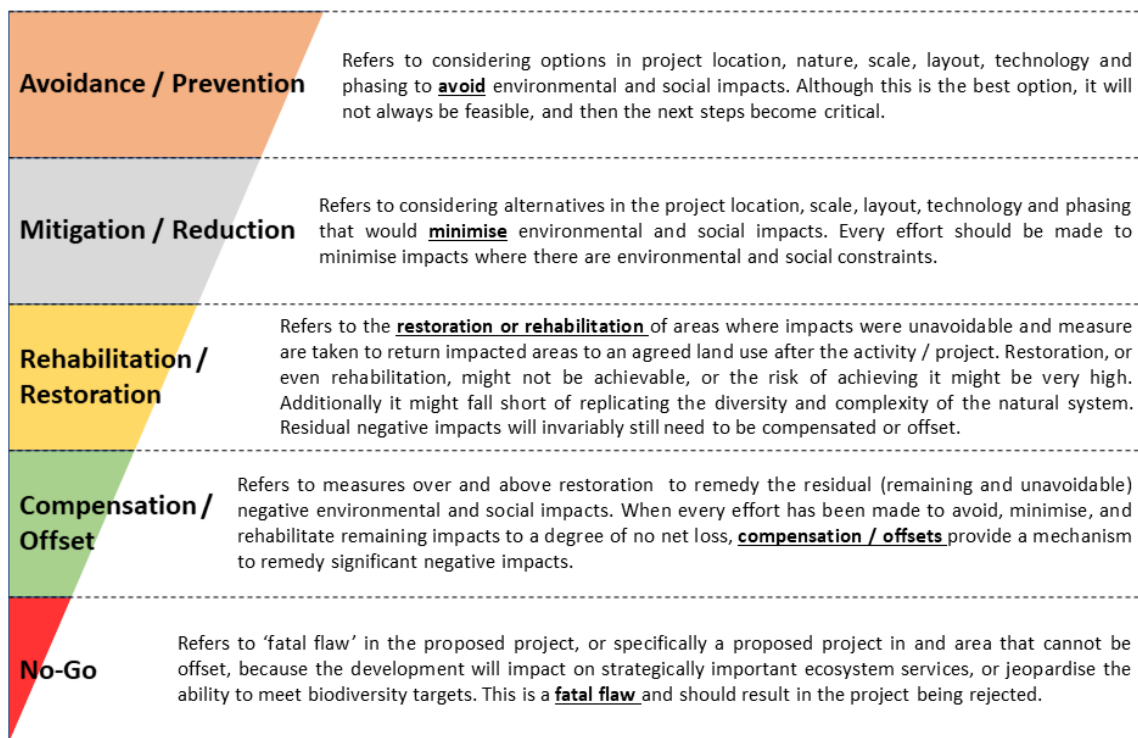 Avoidance / Prevention
Refers to considering options in project location, nature, scale, layout, technology and
phasing to avoid environmental and social impacts. Although this is the best option, it will
not always be feasible, and then the next steps become critical.
Mitigation / Reduction
Refers to considering alternatives in the project location, scale, layout, technology and phasing
that would minimise environmental and social impacts. Every effort should be made to
minimise impacts where there are environmental and social constraints.
Rehabilitation /
Restoration
Refers to the restoration or rehabilitation of areas where impacts were unavoidable and measure
are taken to return impacted areas to an agreed land use after the activity / project. Restoration, or
even rehabilitation, might not be achievable, or the risk of achieving it might be very high.
Additionally it might fall short of replicating the diversity and complexity of the natural system.
Residual negative impacts will invariably still need to be compensated or offset.
Compensation /
Offset
Refers to measures over and above restoration to remedy the residual (remaining and unavoidable)
negative environmental and social impacts. When every effort has been made to avoid, minimise, and
rehabilitate remaining impacts to a degree of no net loss, compensation / offsets provide a mechanism
to remedy significant negative impacts.
No-Go
Refers to ‘fatal flaw’ in the proposed project, or specifically a proposed project in and area that cannot be
offset, because the development will impact on strategically important ecosystem services, or jeopardise the
ability to meet biodiversity targets. This is a fatal flaw and should result in the project being rejected.